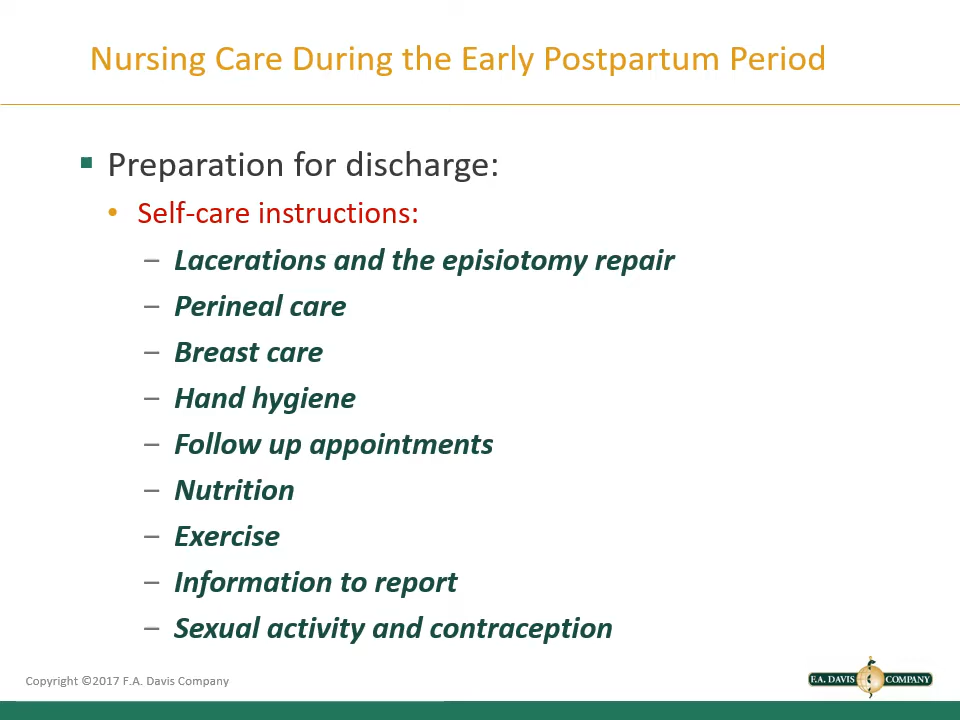 Nursing Care During the Early Postpartum Period
▪ Preparation for discharge:
• Self-care instructions:
– Lacerations and the episiotomy repair
– Perineal care
– Breast care
– Hand hygiene
– Follow up appointments
– Nutrition
– Exercise
– Information to report
– Sexual activity and contraception
Copyright ©2017 F.A. Davis Company
F.A. DAVIS COMPANY